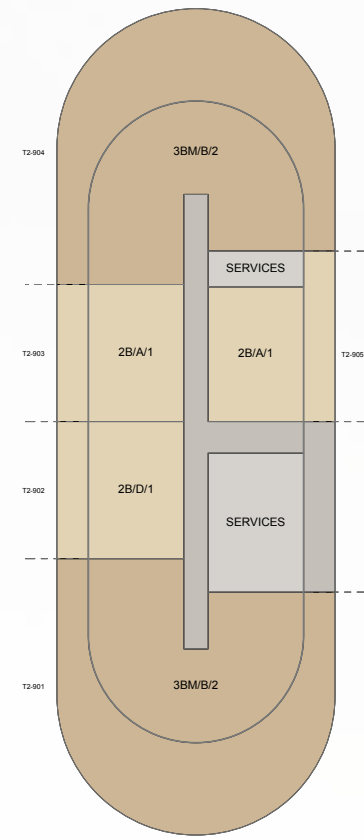 T2-904
3BM/B/2
SERVICES
T2-903
2B/A/1
2B/A/1
T2-905
T2-902
2B/D/1
SERVICES
T2-901
3BM/B/2